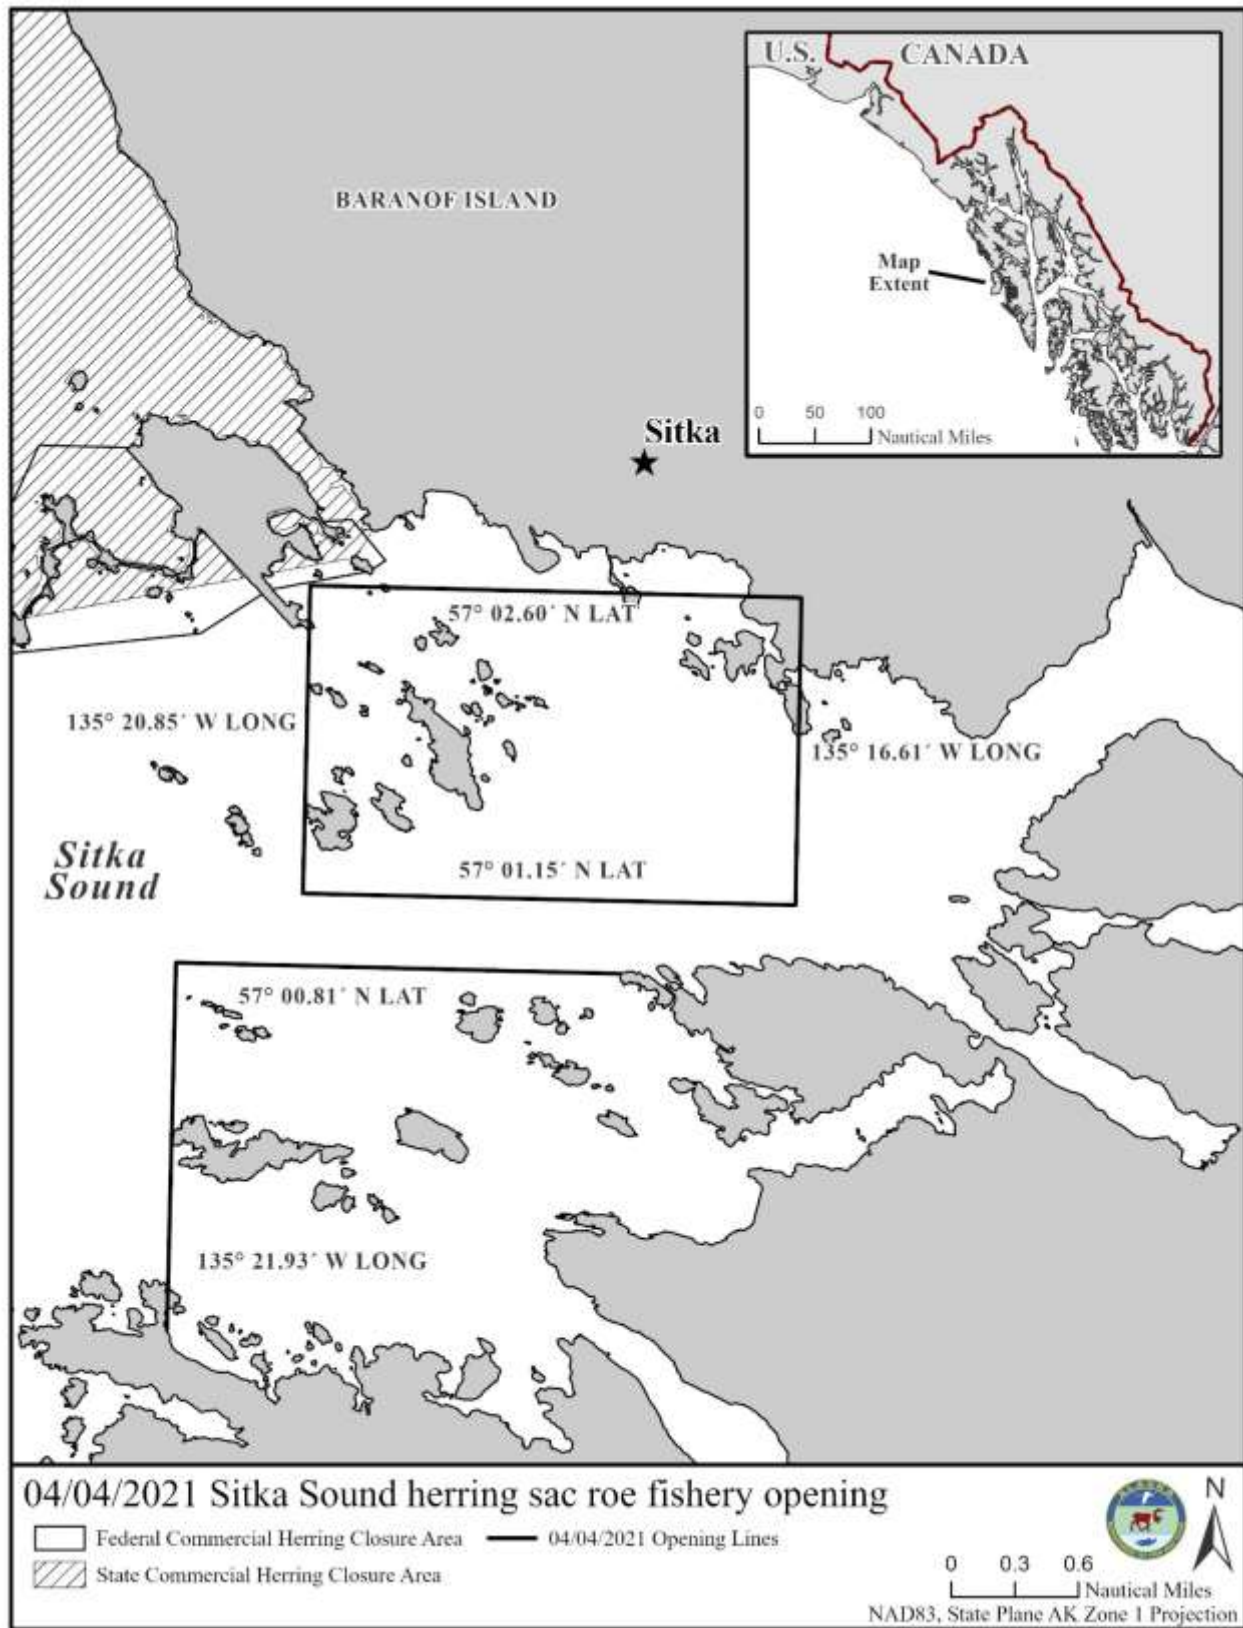 U.S.
CANADA
BARANOF ISLAND
Map
Extent
0 50 100
Nautical Miles
Sitka
57° 02.60´ N LAT
135° 20.85´ W LONG
135° 16.61´ W LONG
Sitka
Sound
57° 01.15´ N LAT
57° 00.81´ N LAT
135° 21.93´ W LONG
04/04/2021 Sitka Sound herring sac roe fishery opening
Federal Commercial Herring Closure Area
04/04/2021 Opening Lines
State Commercial Herring Closure Area
N
0 0.3 0.6
Nautical Miles
NAD83, State Plane AK Zone 1 Projection